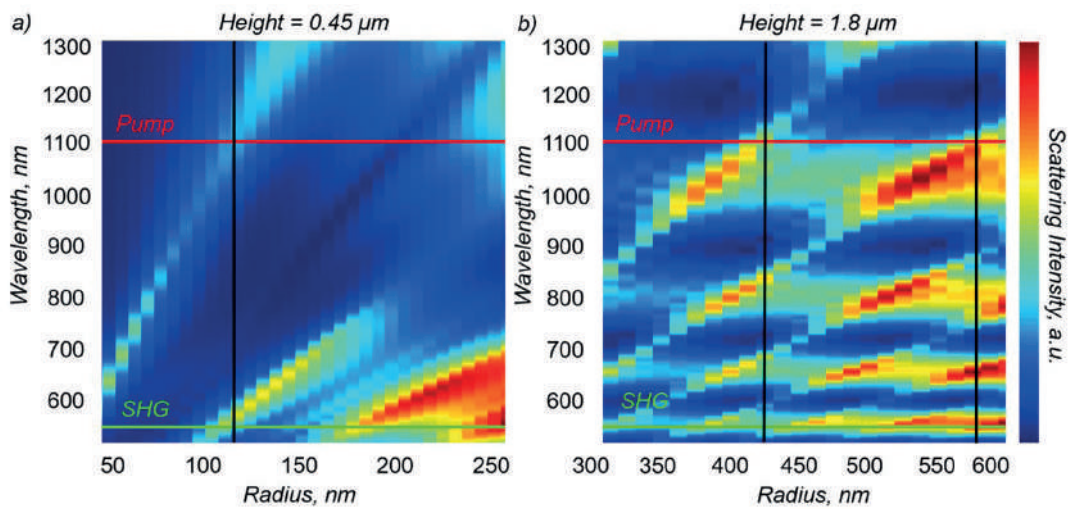 a)
Height = 0.45 µm
1300
1200
1100
1000
900
800
700
600
Wavelength, nm
Pump
SHG
50
100
150
200
250
Radius, nm
b)
Height = 1.8 µm
1300
1200
1100
1000
900
800
700
600
Wavelength, nm
Pump
SHG
300
350
400
450
500
550
600
Radius, nm
Scattering Intensity, a.u.